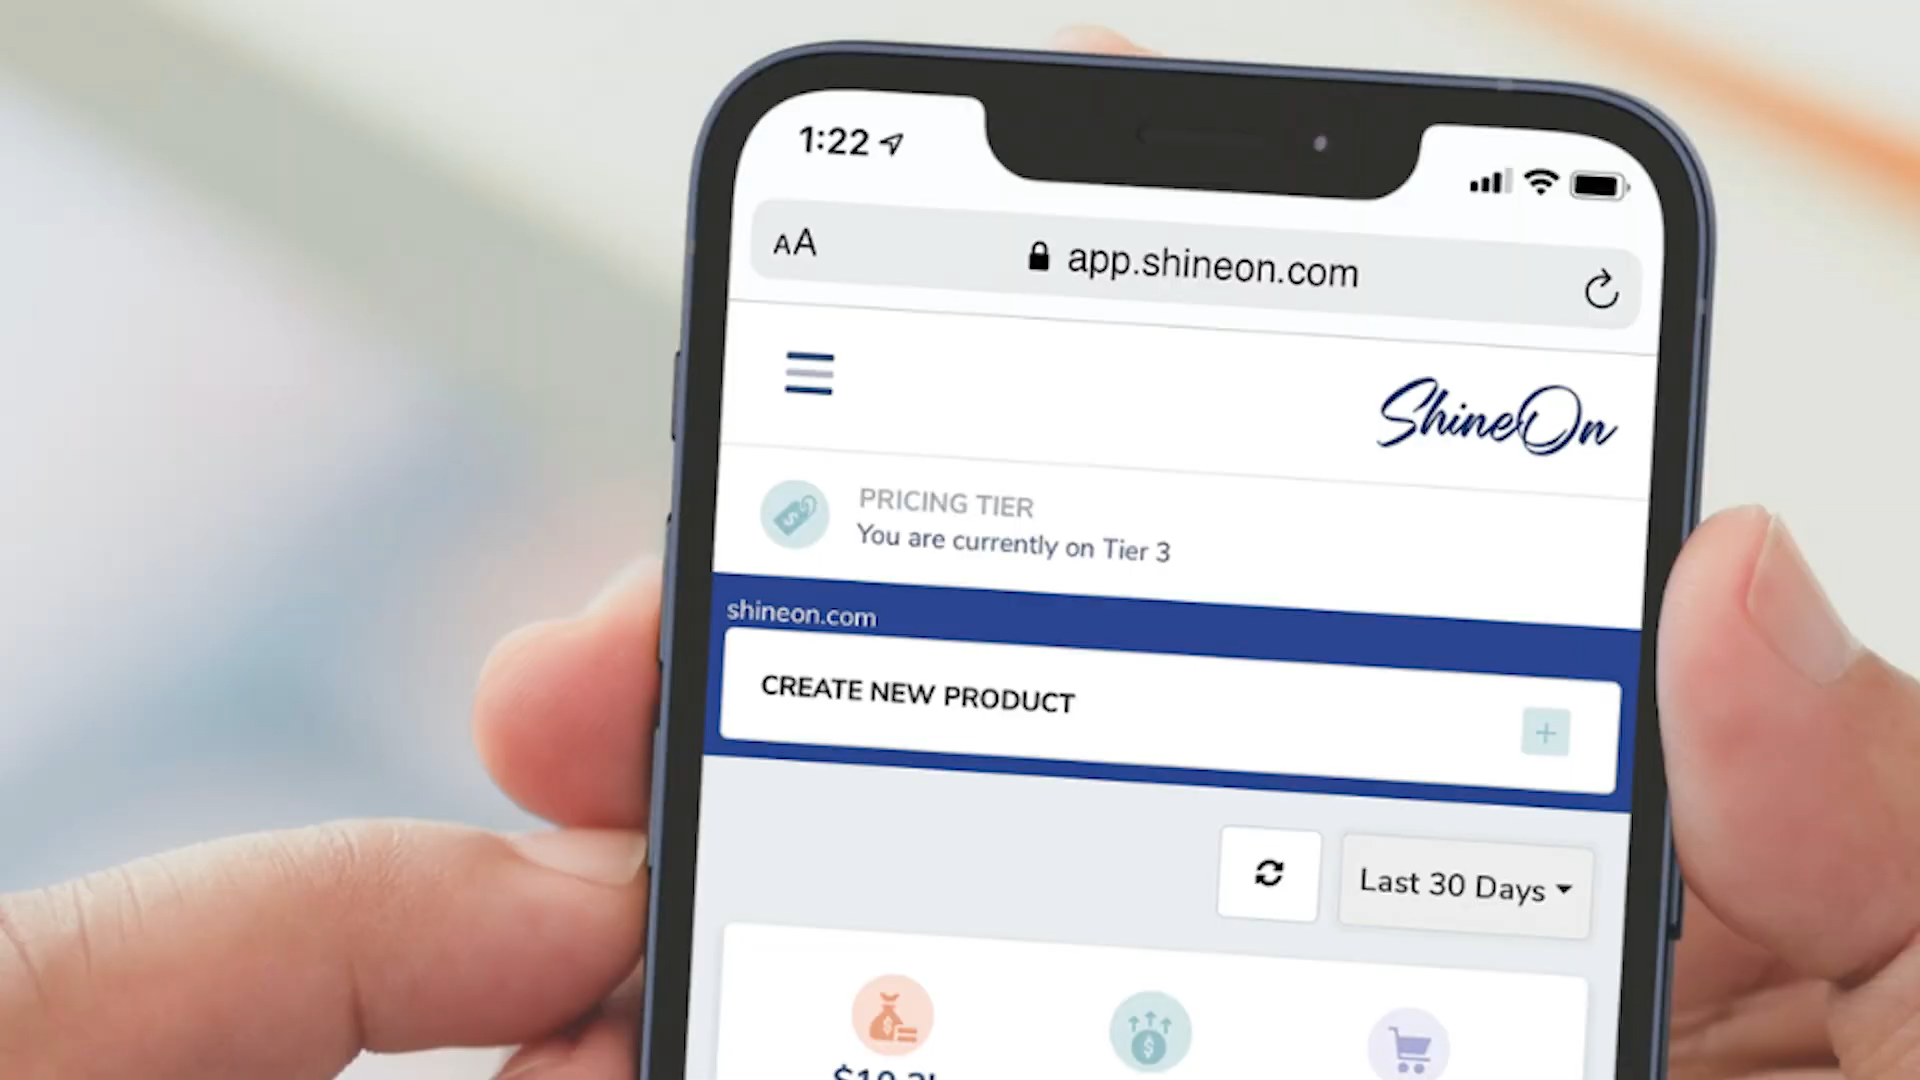 1:22
AA
app.shineon.com
ShineOn
PRICING TIER
You are currently on Tier 3
shineon.com
CREATE NEW PRODUCT
Last 30 Days